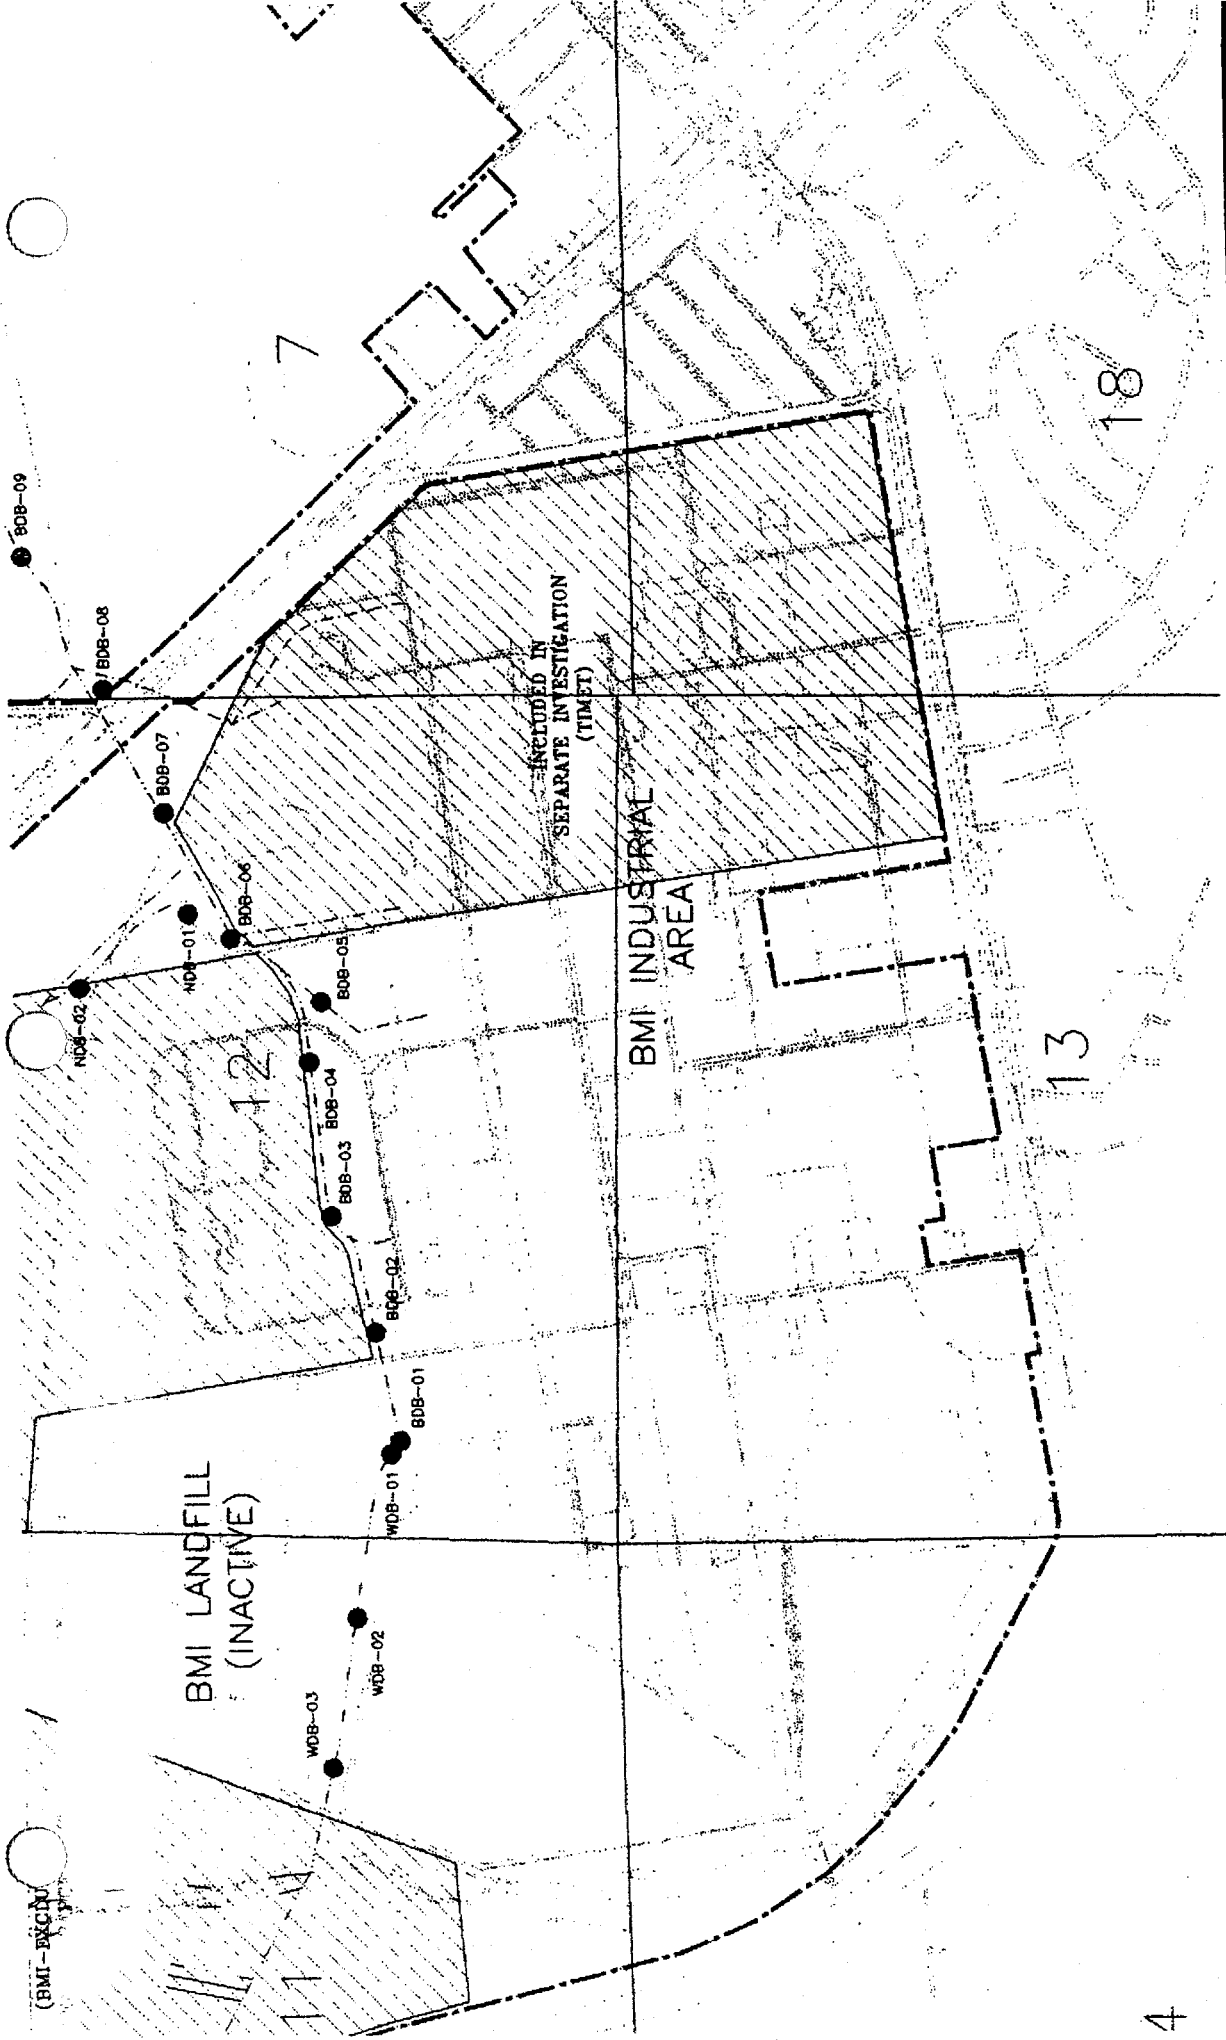 BDB-09
7
BDB-08
18
BDB-07
INCLUDED IN
SEPARATE INVESTIGATION
(TIMET)
BDB-06
NDB-01
NDB-02
BDB-05
BMI INDUSTRIAL
AREA
12
BDB-04
13
BDB-03
BDB-02
BDB-01
WDB-01
BMI LANDFILL
(INACTIVE)
WDB-02
WDB-03
(BMI-EXCLU
11
4